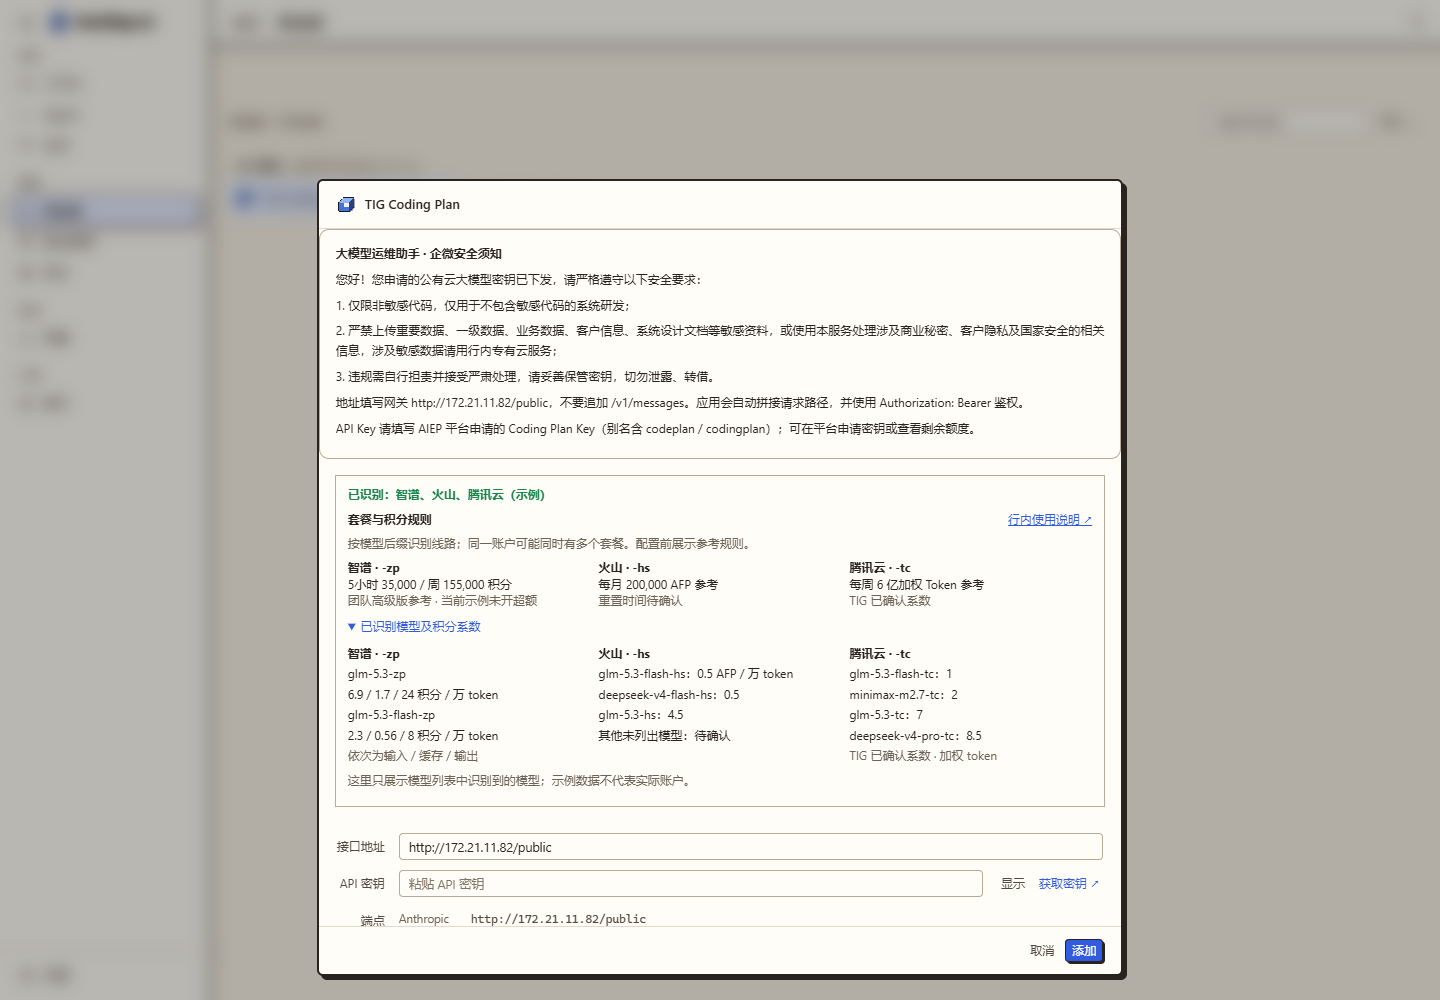 TIG Coding Plan
大模型运维助手 · 企微安全须知
您好！您申请的公有云大模型密钥已下发，请严格遵守以下安全要求：
1. 仅限非敏感代码，仅用于不包含敏感代码的系统研发；
2. 严禁上传重要数据、一级数据、业务数据、客户信息、系统设计文档等敏感资料，或使用本服务处理涉及商业秘密、客户隐私及国家安全的相关
信息，涉及敏感数据请用行内专有云服务；
3. 违规需自行担责并接受严肃处理，请妥善保管密钥，切勿泄露、转借。
地址填写网关 http://172.21.11.82/public，不要追加 /v1/messages。应用会自动拼接请求路径，并使用 Authorization: Bearer 鉴权。
API Key 请填写 AIEP 平台申请的 Coding Plan Key（别名含 codeplan / codingplan）；可在平台申请密钥或查看剩余额度。
已识别：智谱、火山、腾讯云（示例）
套餐与积分规则 行内使用说明 ↗
按模型后缀识别线路；同一账户可能同时有多个套餐。配置前展示参考规则。
智谱 · -zp 火山 · -hs 腾讯云 · -tc
5小时 35,000 / 周 155,000 积分 每月 200,000 AFP 参考 每周 6 亿加权 Token 参考
团队高级版参考 · 当前示例未开超额 重置时间待确认 TIG 已确认系数
▼ 已识别模型及积分系数
智谱 · -zp 火山 · -hs 腾讯云 · -tc
glm-5.3-zp glm-5.3-flash-hs：0.5 AFP / 万 token glm-5.3-flash-tc：1
6.9 / 1.7 / 24 积分 / 万 token deepseek-v4-flash-hs：0.5 minimax-m2.7-tc：2
glm-5.3-flash-zp glm-5.3-hs：4.5 glm-5.3-tc：7
2.3 / 0.56 / 8 积分 / 万 token 其他未列出模型：待确认 deepseek-v4-pro-tc：8.5
依次为输入 / 缓存 / 输出 TIG 已确认系数 · 加权 token
这里只展示模型列表中识别到的模型；示例数据不代表实际账户。
接口地址 http://172.21.11.82/public
API 密钥 粘贴 API 密钥 显示 获取密钥 ↗
端点 Anthropic http://172.21.11.82/public
取消 添加